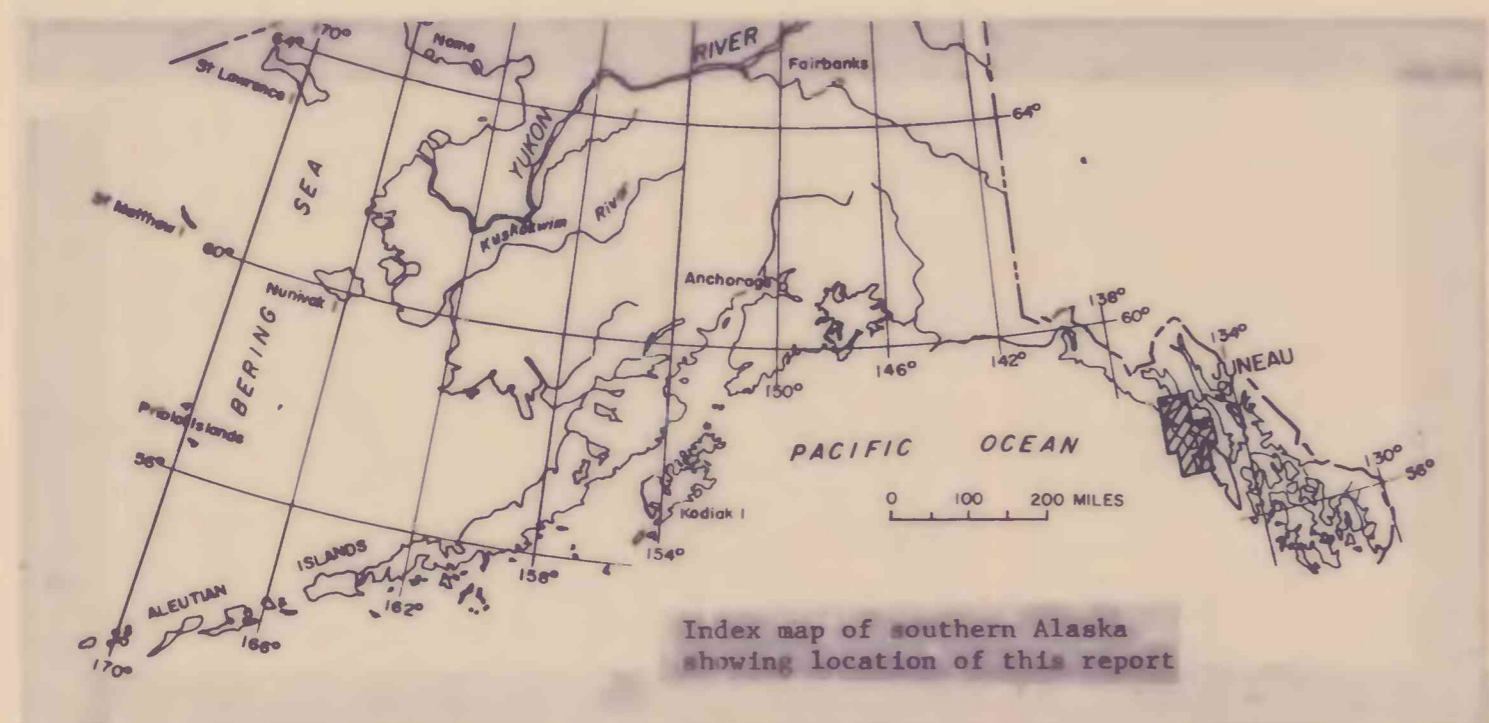 64°
170°
Nome
RIVER
Fairbanks
St Lawrence I
64°
YUKON
SEA
St Matthew I
River
Kuskokwim
60°
Nunivak I
Anchorage
138°
60°
134°
JUNEAU
142°
146°
150°
BERING
Pribilof Islands
56°
PACIFIC OCEAN
130°
56°
0 100 200 MILES
Kodiak I
154°
158°
ISLANDS
ALEUTIAN
162°
166°
170°
Index map of southern Alaska
showing location of this report